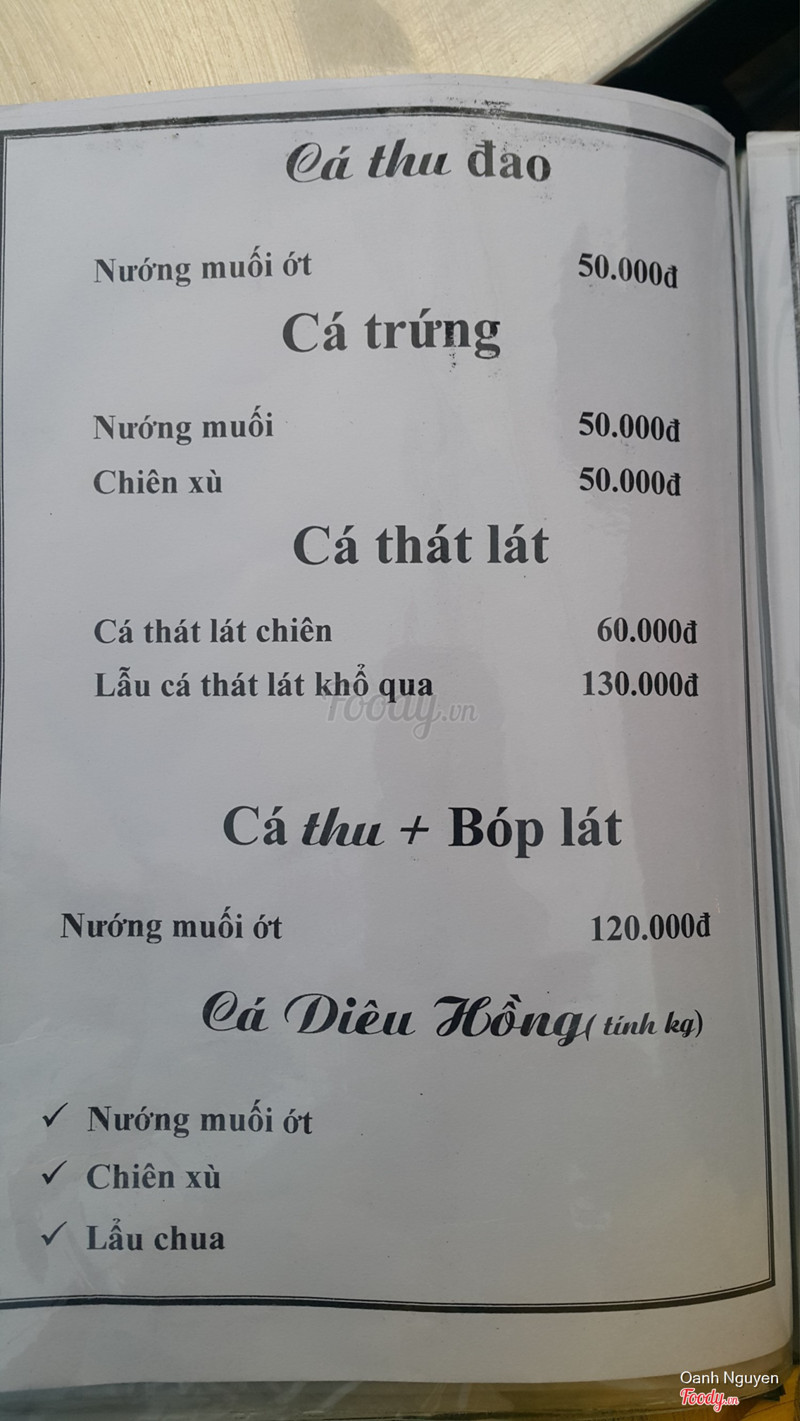 Cá thu đao
Nướng muối ớt 50.000đ
Cá trứng
Nướng muối 50.000đ
Chiên xù 50.000đ
Cá thát lát
Cá thát lát chiên 60.000đ
Lẫu cá thát lát khổ qua 130.000đ
foody.vn
Cá thu + Bóp lát
Nướng muối ớt 120.000đ
Cá Diêu Hồng( tính kg)
✓ Nướng muối ớt
✓ Chiên xù
✓ Lẩu chua
Oanh Nguyen
Foody.vn